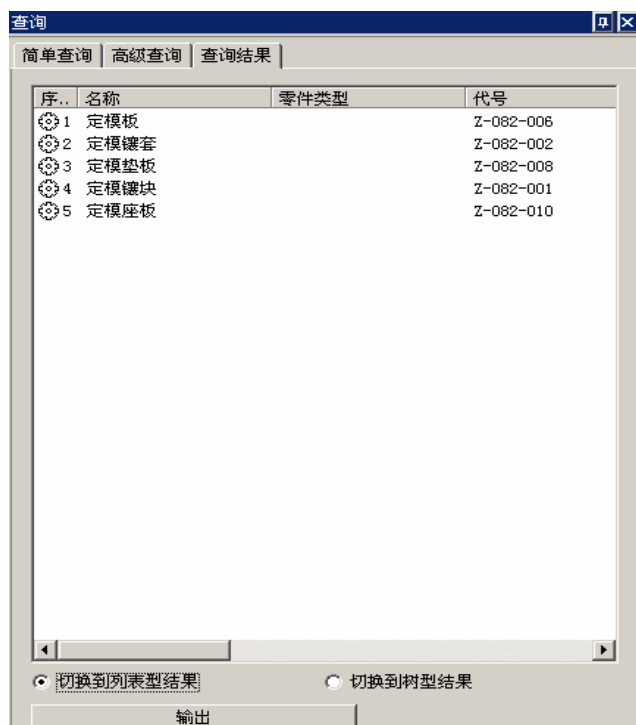 查询
简单查询 高级查询 查询结果
序.. 名称 零件类型 代号
1 定模板 Z-082-006
2 定模镶套 Z-082-002
3 定模垫板 Z-082-008
4 定模镶块 Z-082-001
5 定模座板 Z-082-010
切换到列表型结果 切换到树型结果
输出